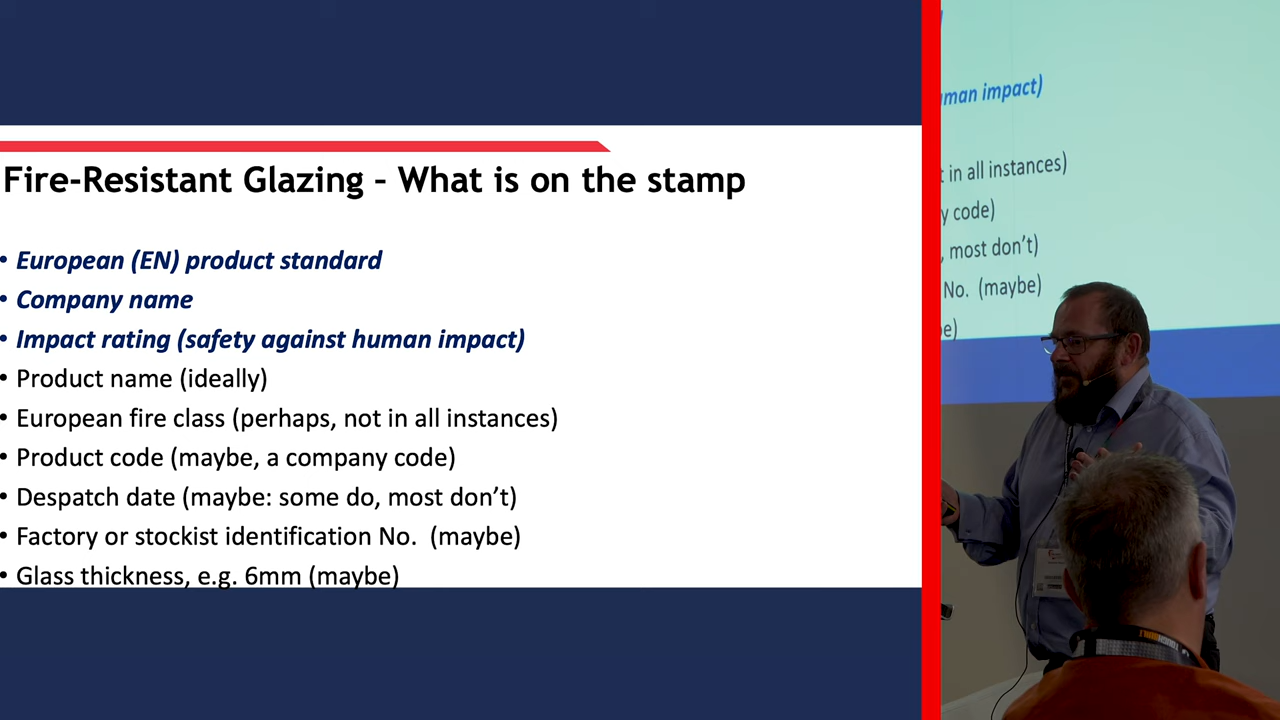 Fire-Resistant Glazing – What is on the stamp
• European (EN) product standard
• Company name
• Impact rating (safety against human impact)
• Product name (ideally)
• European fire class (perhaps, not in all instances)
• Product code (maybe, a company code)
• Despatch date (maybe: some do, most don't)
• Factory or stockist identification No. (maybe)
• Glass thickness, e.g. 6mm (maybe)
man impact)
in all instances)
y code)
, most don't)
No. (maybe)
e)